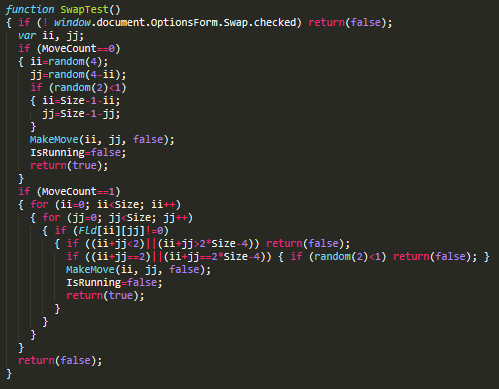 function SwapTest()
{ if (! window.document.OptionsForm.Swap.checked) return(false);
  var ii, jj;
  if (MoveCount==0)
  { ii=random(4);
    jj=random(4-ii);
    if (random(2)<1)
    { ii=Size-1-ii;
      jj=Size-1-jj;
    }
    MakeMove(ii, jj, false);
    IsRunning=false;
    return(true);
  }
  if (MoveCount==1)
  { for (ii=0; ii<Size; ii++)
    { for (jj=0; jj<Size; jj++)
      { if (Fld[ii][jj]!=0)
        { if ((ii+jj<2)||(ii+jj>2*Size-4)) return(false);
          if ((ii+jj==2)||(ii+jj==2*Size-4)) { if (random(2)<1) return(false); }
          MakeMove(ii, jj, false);
          IsRunning=false;
          return(true);
        }
      }
    }
  }
  return(false);
}